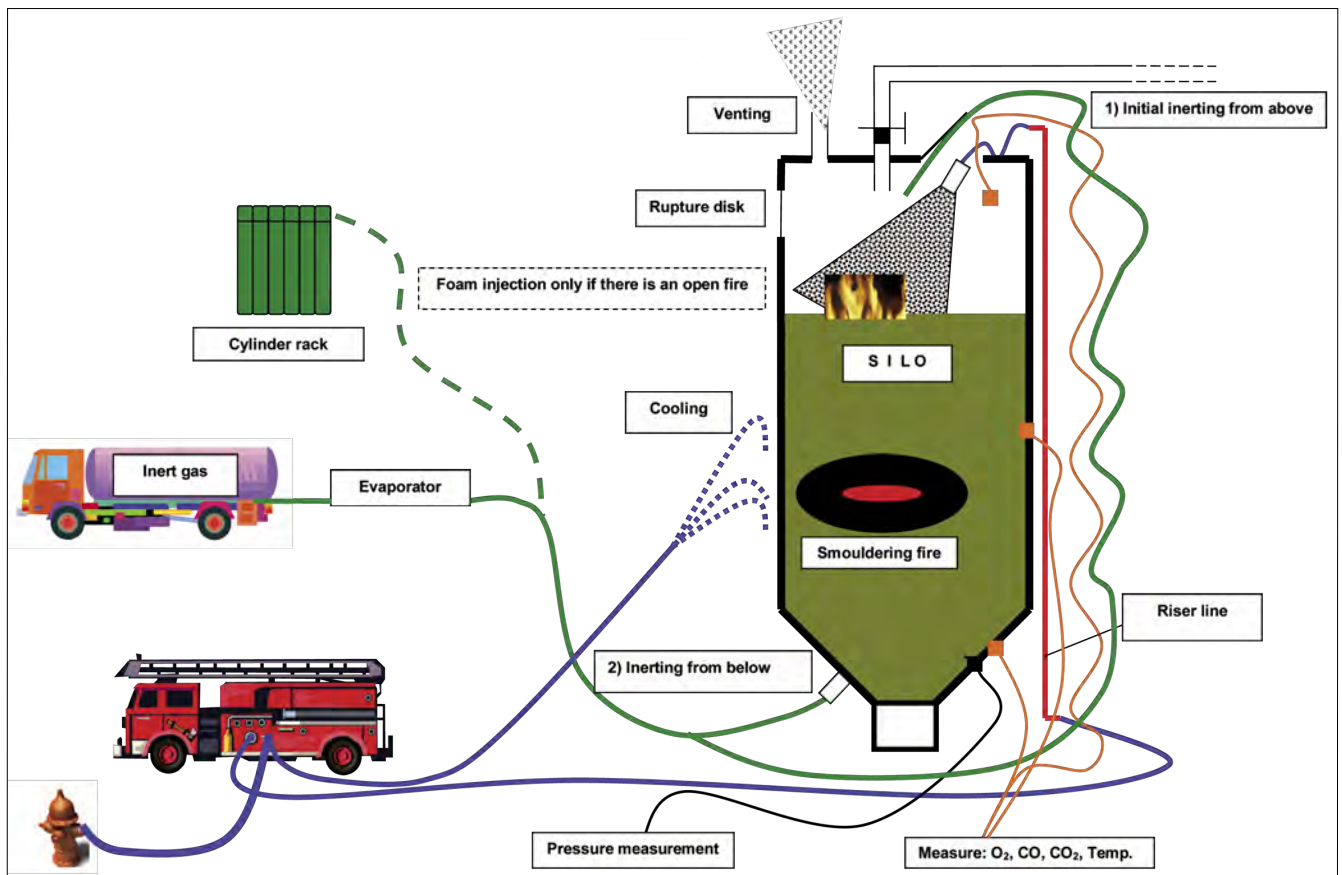 Venting
1) Initial inerting from above
Rupture disk
Foam injection only if there is an open fire
Cylinder rack
S I L O
Cooling
Inert gas
Evaporator
Smouldering fire
Riser line
2) Inerting from below
Pressure measurement
Measure: O₂, CO, CO₂, Temp.